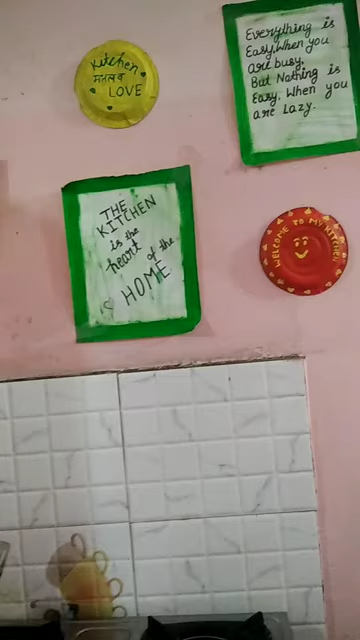 Kitchen
मतलब
LOVE
Everything is
Easy, When you
are busy.
But Nothing is
Easy, When you
are Lazy.
THE
KITCHEN
is the
heart
of the
HOME
WELCOME TO MY KITCHEN